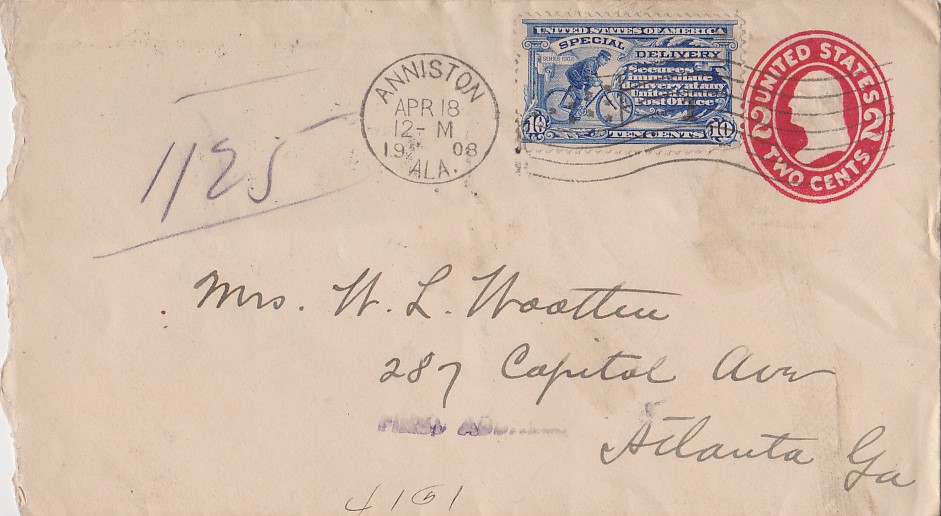 ANNISTON
APR 18
12- M
19 08
ALA.
UNITED STATES OF AMERICA
SPECIAL DELIVERY
SERIES 1902
Secures
immediate
delivery at any
United States
Post Office
10 TEN CENTS 10
UNITED STATES
2 2
TWO CENTS
1125
Mrs. W. L. Wootten
287 Capitol Ave
Atlanta Ga
4161